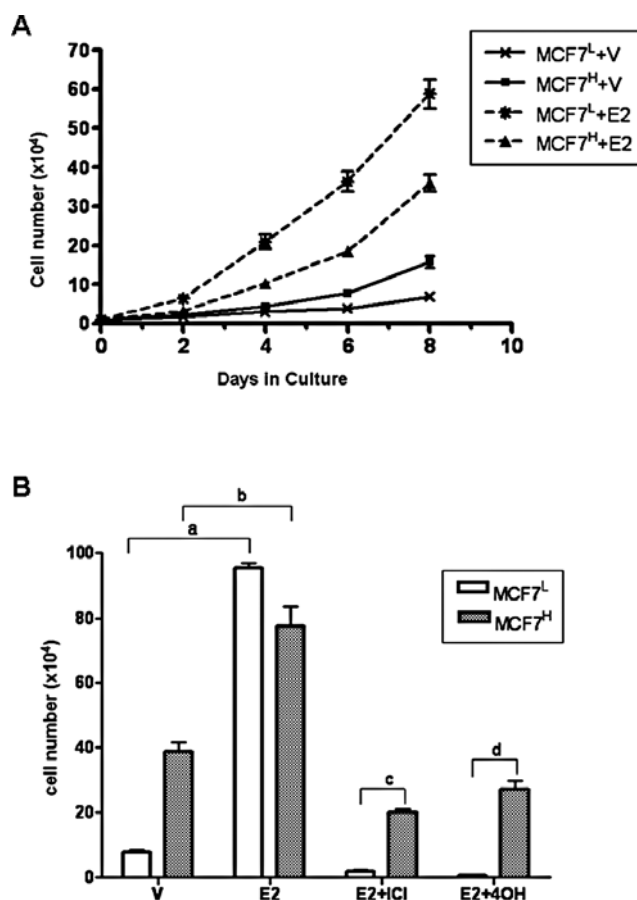 A
70
60
50
40
30
20
10
0
Cell number (x10⁴)
0 2 4 6 8 10
Days in Culture
MCF7ᴸ+V
MCF7ᴴ+V
MCF7ᴸ+E2
MCF7ᴴ+E2
B
b
a
100
80
60
40
20
0
cell number (x10⁴)
c
d
MCF7ᴸ
MCF7ᴴ
V E2 E2+ICI E2+4OH